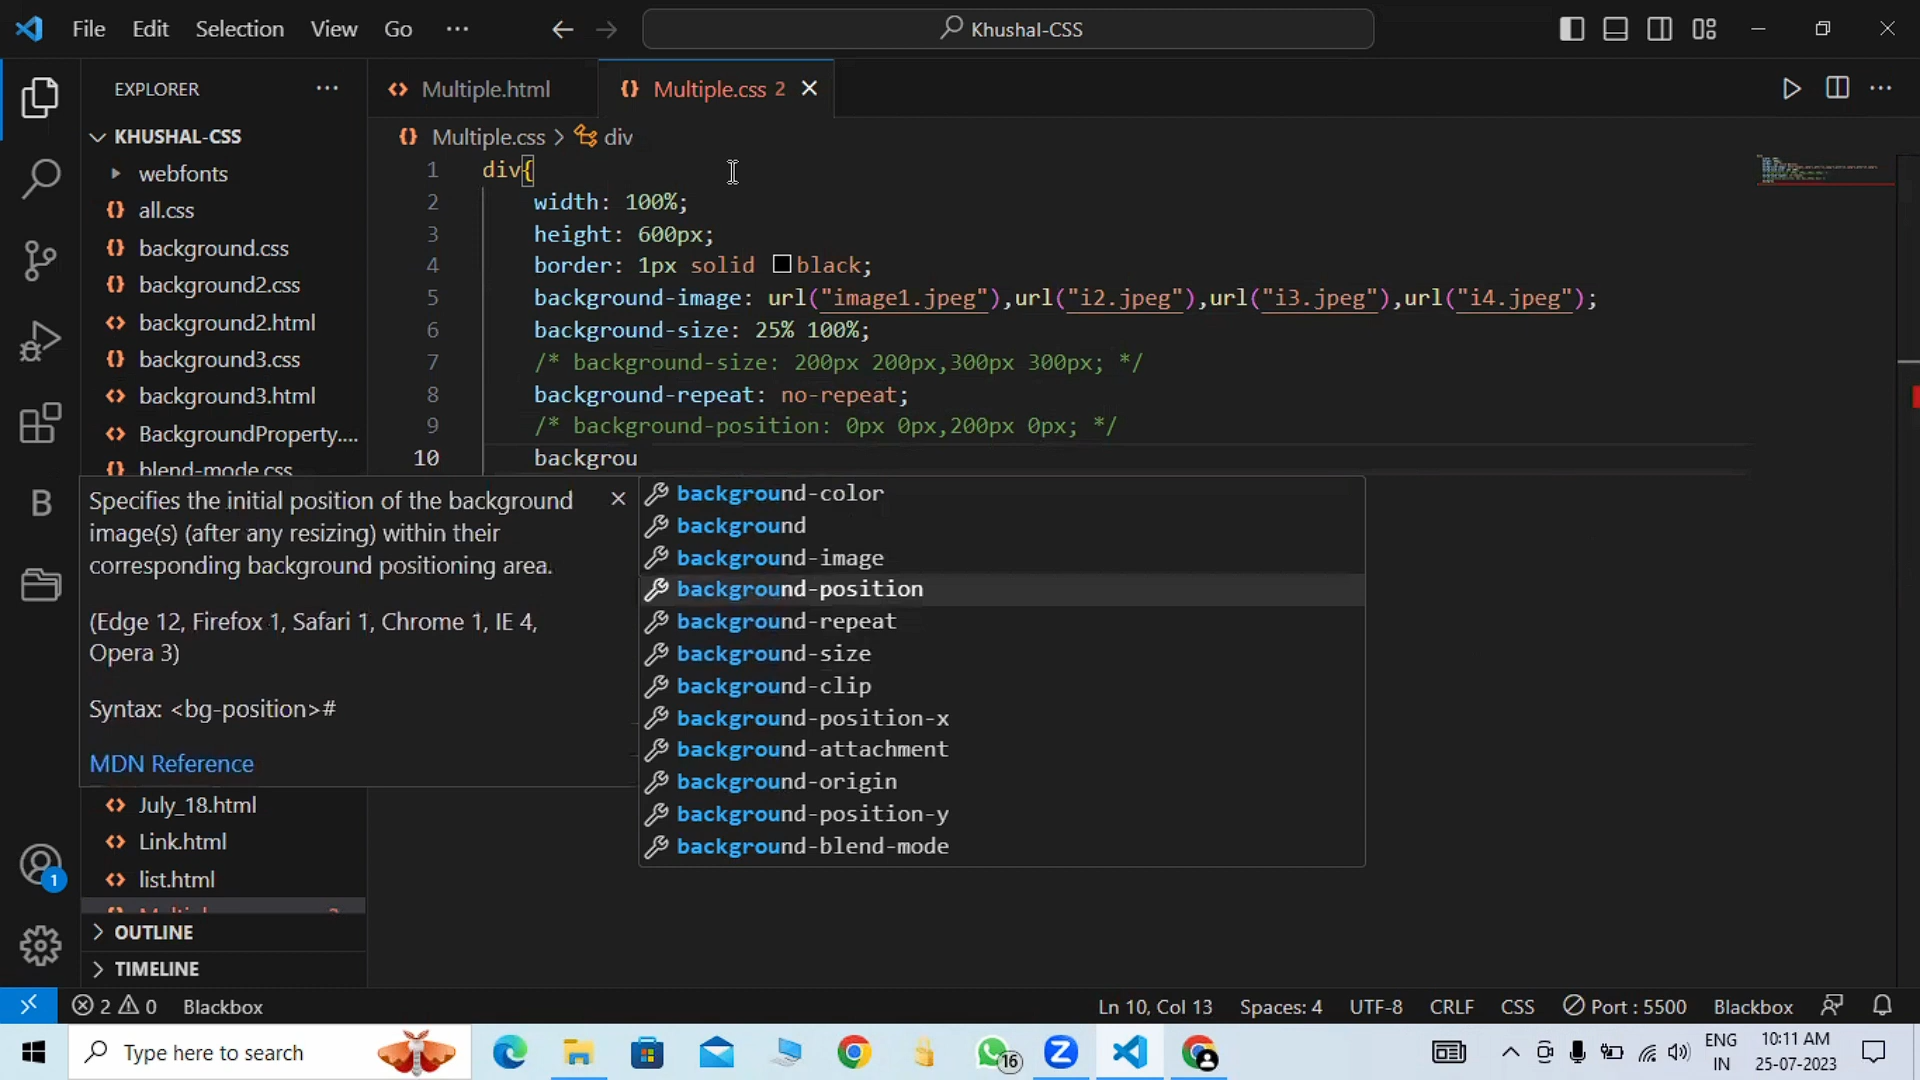 File Edit Selection View Go ···
Khushal-CSS
EXPLORER ···
Multiple.html
Multiple.css 2
KHUSHAL-CSS
Multiple.css > div
webfonts
all.css
background.css
background2.css
background2.html
background3.css
background3.html
BackgroundProperty....
blend-mode.css
1 div{
2 width: 100%;
3 height: 600px;
4 border: 1px solid black;
5 background-image: url("image1.jpeg"),url("i2.jpeg"),url("i3.jpeg"),url("i4.jpeg");
6 background-size: 25% 100%;
7 /* background-size: 200px 200px,300px 300px; */
8 background-repeat: no-repeat;
9 /* background-position: 0px 0px,200px 0px; */
10 backgrou
Specifies the initial position of the background
image(s) (after any resizing) within their
corresponding background positioning area.
(Edge 12, Firefox 1, Safari 1, Chrome 1, IE 4,
Opera 3)
Syntax: <bg-position>#
MDN Reference
background-color
background
background-image
background-position
background-repeat
background-size
background-clip
background-position-x
background-attachment
background-origin
background-position-y
background-blend-mode
July_18.html
Link.html
list.html
OUTLINE
TIMELINE
1
2 0 Blackbox
Ln 10, Col 13 Spaces: 4 UTF-8 CRLF CSS Port : 5500 Blackbox
Type here to search
16
ENG
IN
10:11 AM
25-07-2023